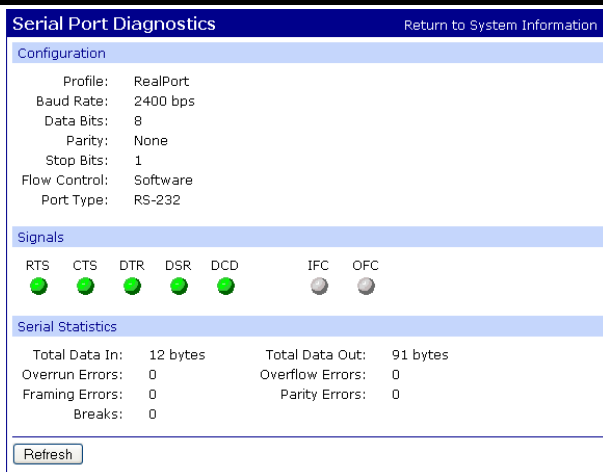 Serial Port Diagnostics Return to System Information
Configuration
Profile: RealPort
Baud Rate: 2400 bps
Data Bits: 8
Parity: None
Stop Bits: 1
Flow Control: Software
Port Type: RS-232
Signals
RTS CTS DTR DSR DCD IFC OFC
Serial Statistics
Total Data In: 12 bytes Total Data Out: 91 bytes
Overrun Errors: 0 Overflow Errors: 0
Framing Errors: 0 Parity Errors: 0
Breaks: 0
Refresh